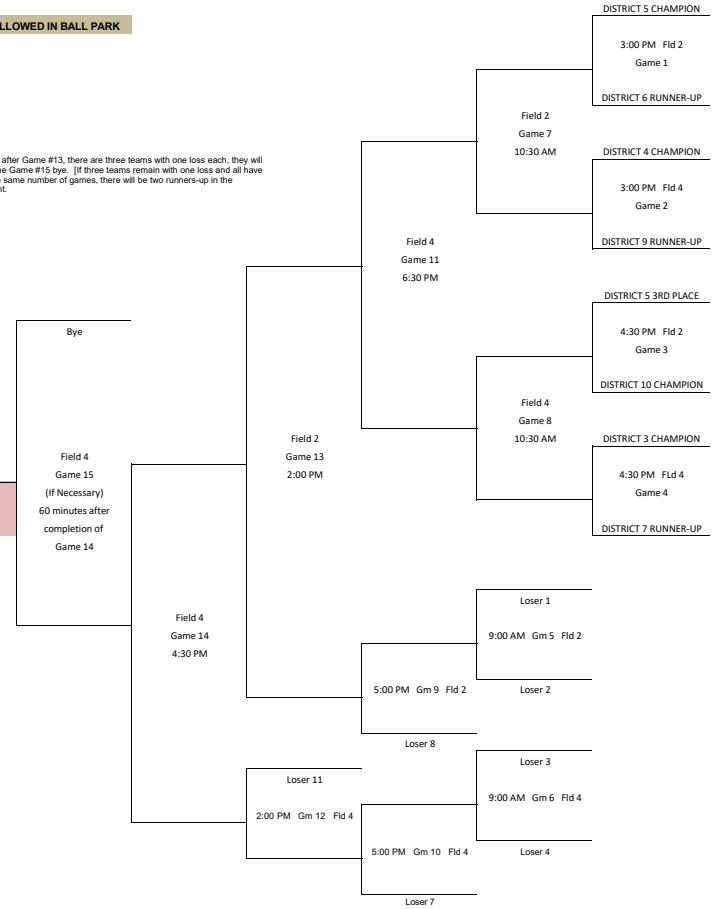 DISTRICT 5 CHAMPION
LLOWED IN BALL PARK
3:00 PM Fld 2
Game 1
DISTRICT 6 RUNNER-UP
Field 2
Game 7
10:30 AM
after Game #13, there are three teams with one loss each, they will
e Game #15 bye. [If three teams remain with one loss and all have
same number of games, there will be two runners-up in the
DISTRICT 4 CHAMPION
3:00 PM Fld 4
Game 2
DISTRICT 9 RUNNER-UP
Field 4
Game 11
6:30 PM
DISTRICT 5 3RD PLACE
4:30 PM Fld 2
Game 3
DISTRICT 10 CHAMPION
Bye
Field 4
Game 8
10:30 AM
Field 2
Game 13
2:00 PM
DISTRICT 3 CHAMPION
4:30 PM FLd 4
Game 4
DISTRICT 7 RUNNER-UP
Field 4
Game 15
(If Necessary)
60 minutes after
completion of
Game 14
Loser 1
9:00 AM Gm 5 Fld 2
Loser 2
Field 4
Game 14
4:30 PM
5:00 PM Gm 9 Fld 2
Loser 8
Loser 3
9:00 AM Gm 6 Fld 4
Loser 4
Loser 11
2:00 PM Gm 12 Fld 4
5:00 PM Gm 10 Fld 4
Loser 7